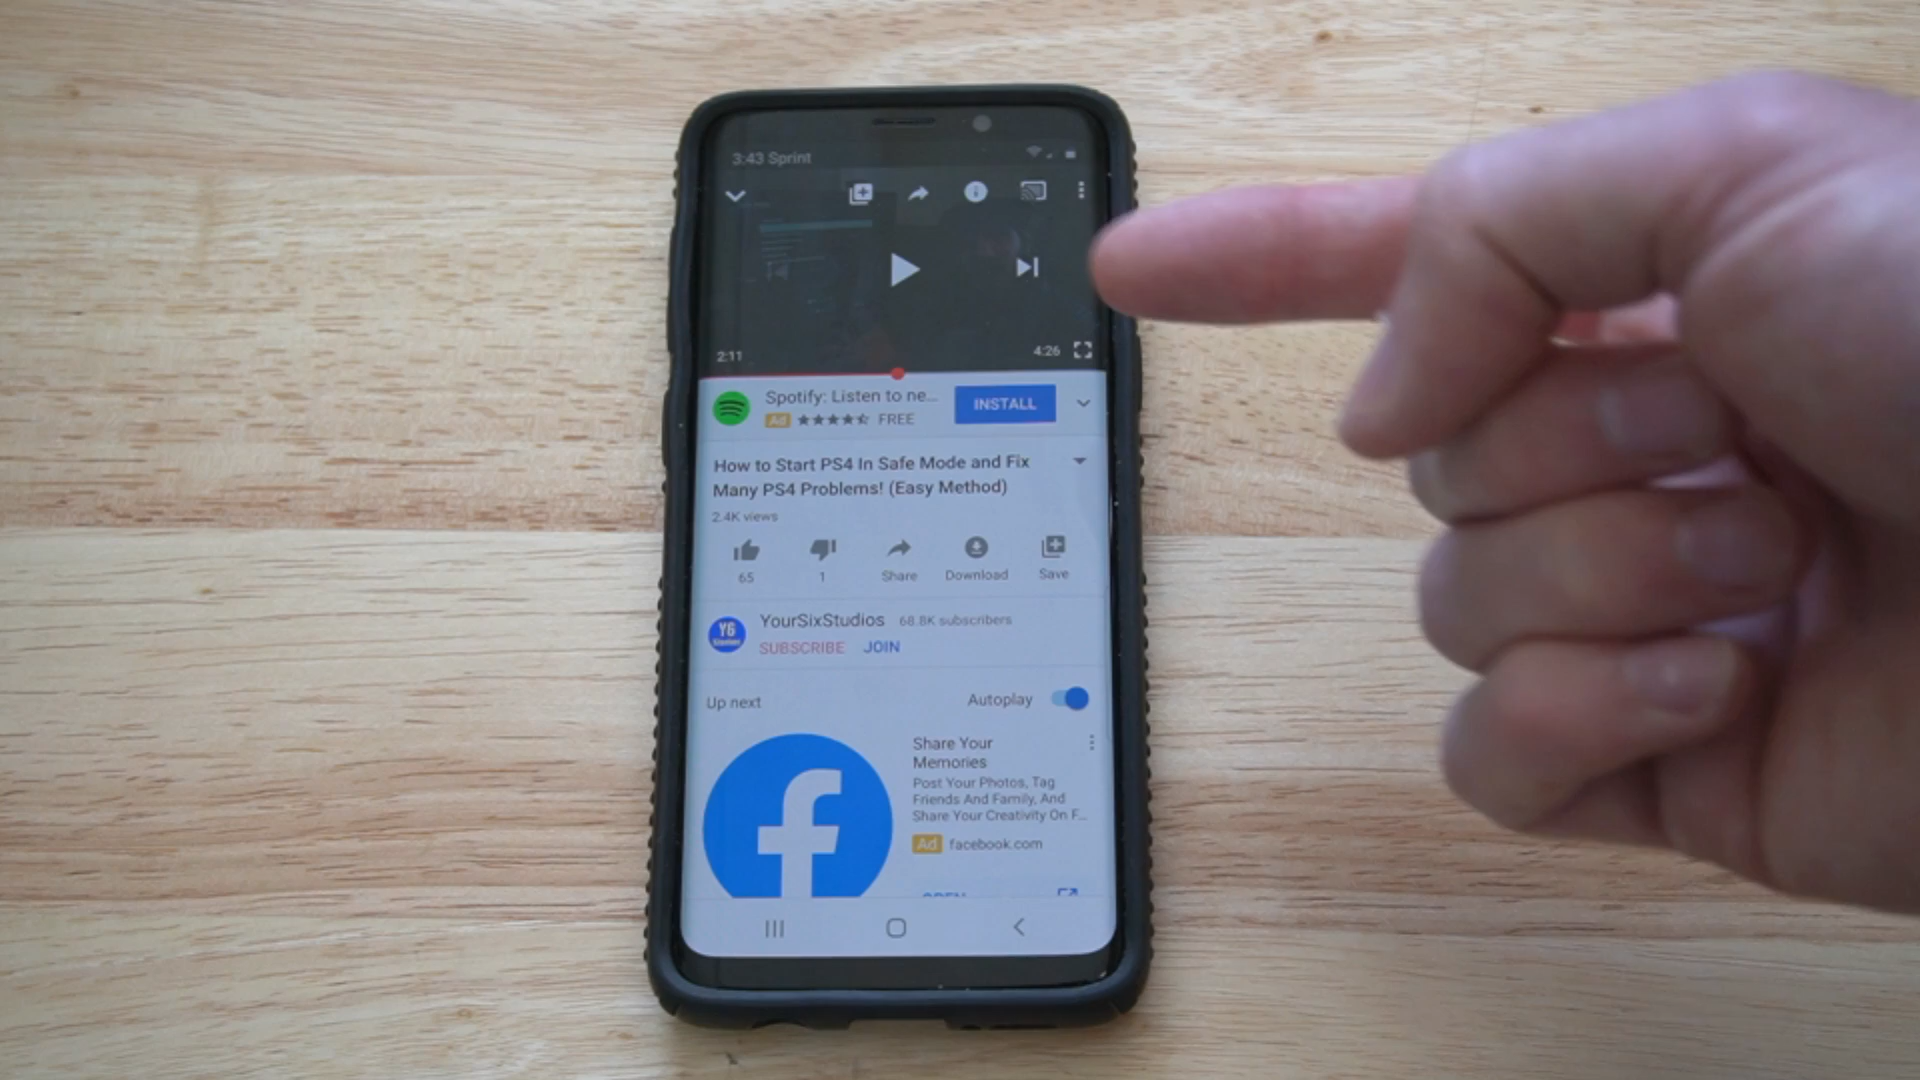 3:43 Sprint
2:11
4:26
Spotify: Listen to ne...
INSTALL
Ad
FREE
How to Start PS4 In Safe Mode and Fix
Many PS4 Problems! (Easy Method)
2.4K views
65
1
Share
Download
Save
Y6
YourSixStudios
68.8K subscribers
SUBSCRIBE
JOIN
Up next
Autoplay
Share Your
Memories
Post Your Photos, Tag
Friends And Family, And
Share Your Creativity On F...
Ad
facebook.com
OPEN